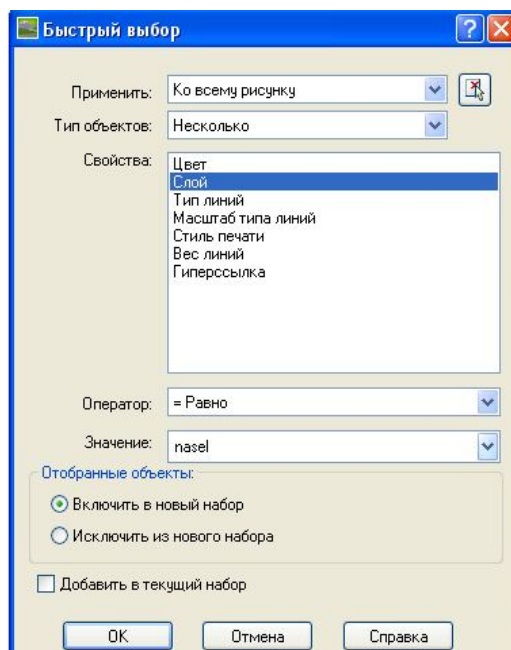 Быстрый выбор
Применить: Ко всему рисунку
Тип объектов: Несколько
Свойства: Цвет
Слой
Тип линий
Масштаб типа линий
Стиль печати
Вес линий
Гиперссылка
Оператор: = Равно
Значение: nasel
Отобранные объекты:
Включить в новый набор
Исключить из нового набора
Добавить в текущий набор
ОК Отмена Справка